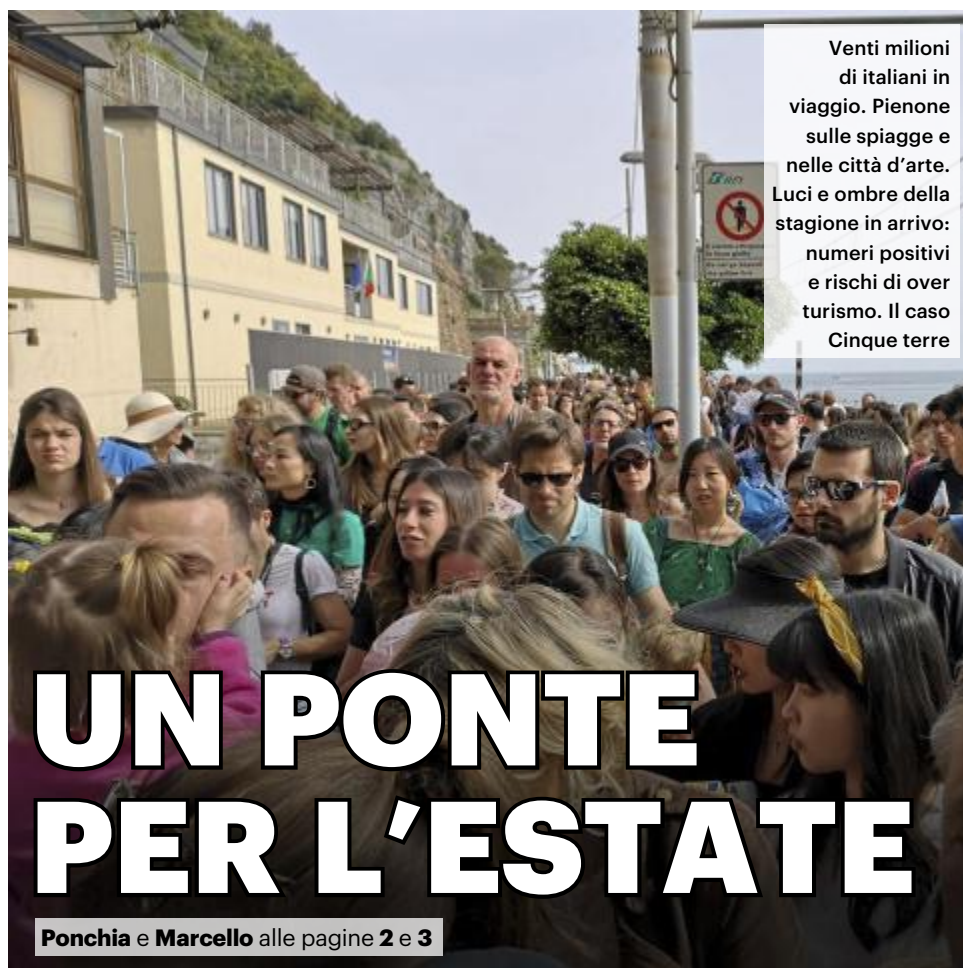 Venti milioni
di italiani in
viaggio. Pienone
sulle spiagge e
nelle città d’arte.
Luci e ombre della
stagione in arrivo:
numeri positivi
e rischi di over
turismo. Il caso
Cinque terre
UN PONTE
PER L’ESTATE
Ponchia e Marcello alle pagine 2 e 3